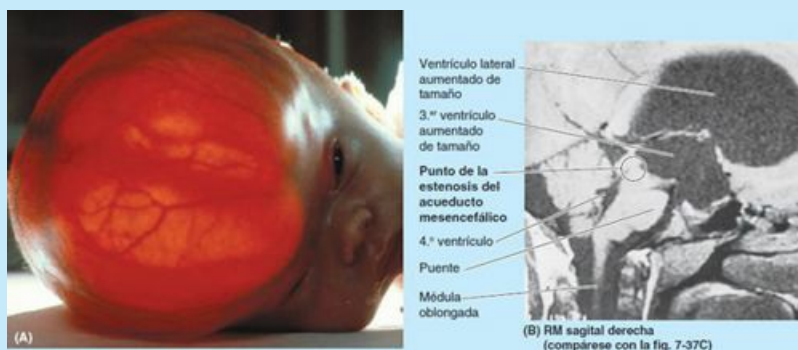 (A)
Ventrículo lateral
aumentado de
tamaño
3.er ventrículo
aumentado
de tamaño
Punto de la
estenosis del
acueducto
mesencefálico
4.º ventrículo
Puente
Médula
oblongada
(B) RM sagital derecha
(compárese con la fig. 7-37C)